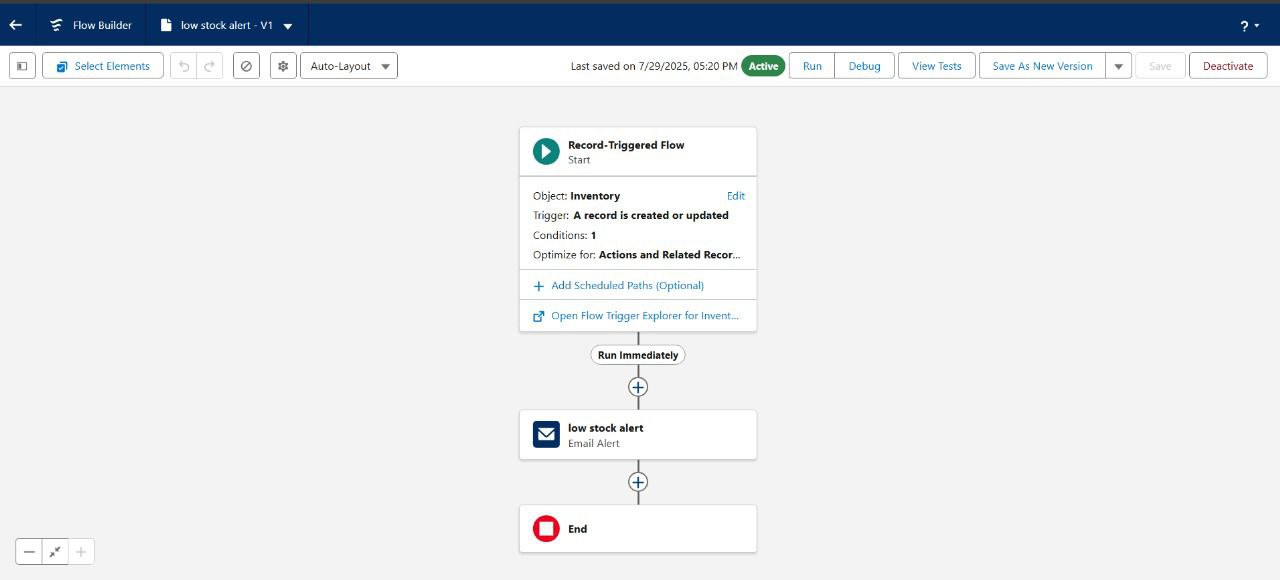 Flow Builder
low stock alert - V1
?
Select Elements
Auto-Layout
Last saved on 7/29/2025, 05:20 PM
Active
Run
Debug
View Tests
Save As New Version
Save
Deactivate
Record-Triggered Flow
Start
Object: Inventory
Edit
Trigger: A record is created or updated
Conditions: 1
Optimize for: Actions and Related Recor...
Add Scheduled Paths (Optional)
Open Flow Trigger Explorer for Invent...
Run Immediately
low stock alert
Email Alert
End